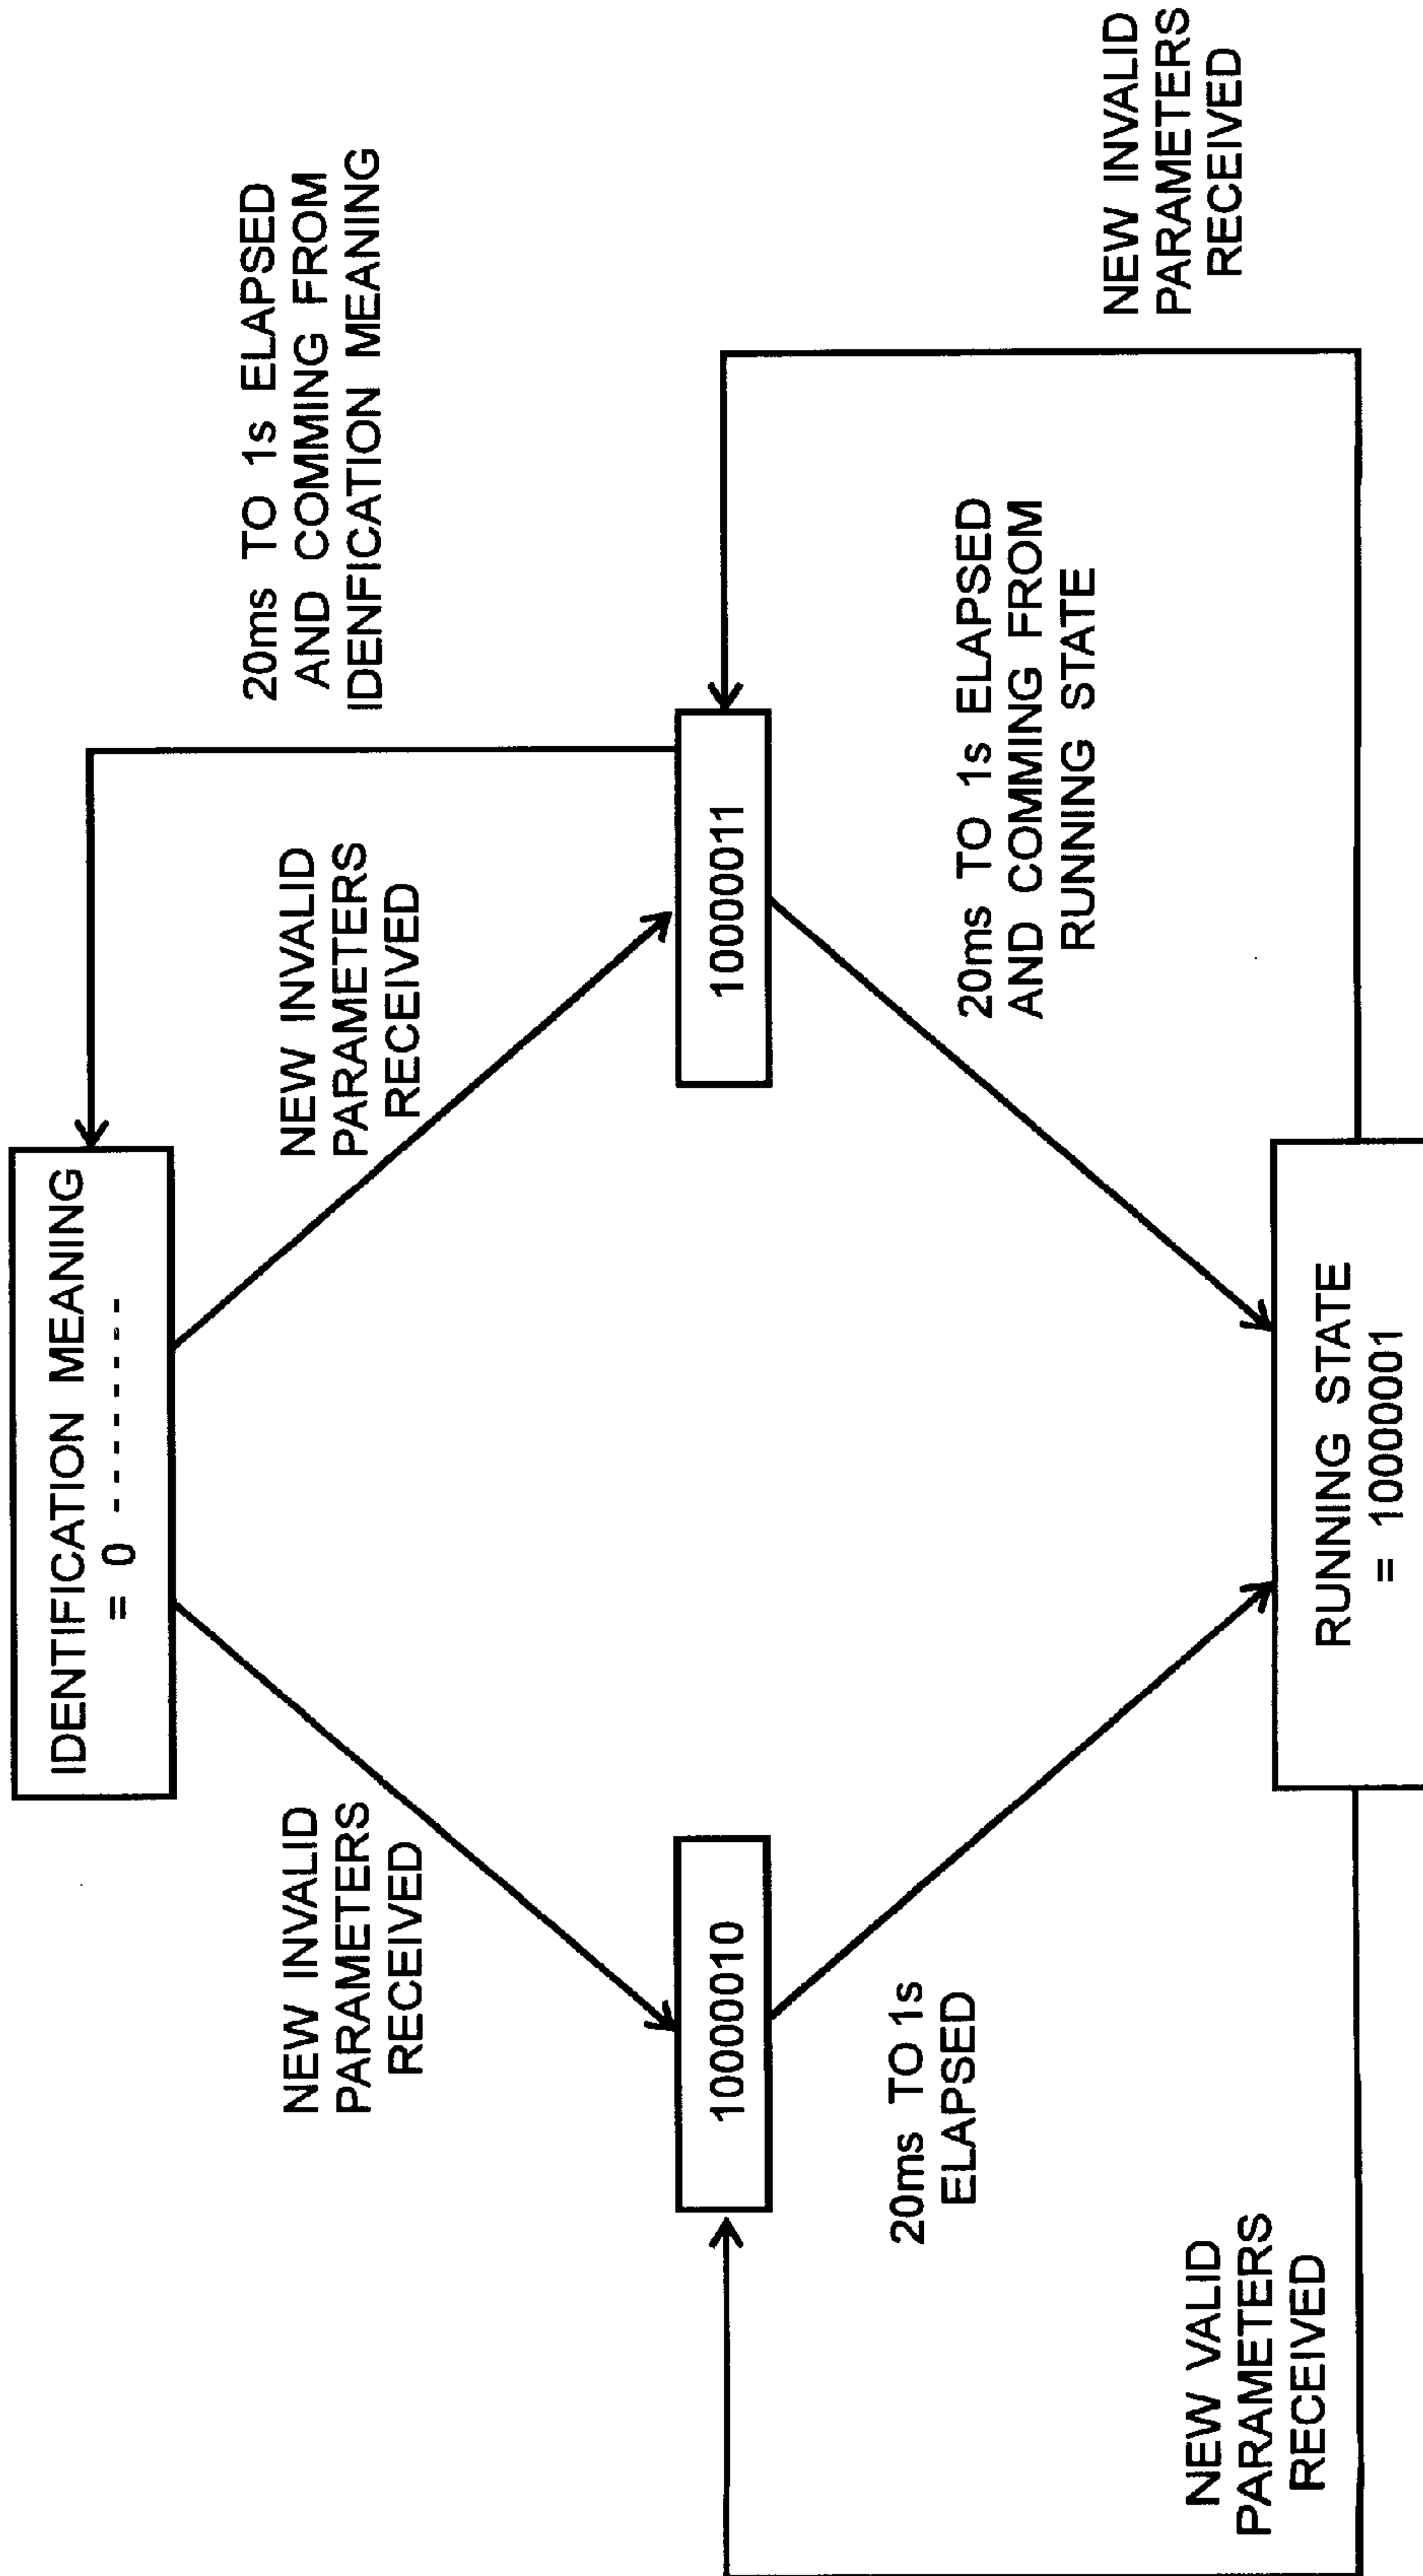 IDENTIFICATION MEANING
= 0 - - - - - - - -
NEW INVALID
PARAMETERS
RECEIVED
NEW INVALID
PARAMETERS
RECEIVED
20ms TO 1s ELAPSED
AND COMMING FROM
IDENFICATION MEANING
10000010
10000011
20ms TO 1s
ELAPSED
20ms TO 1s ELAPSED
AND COMMING FROM
RUNNING STATE
NEW VALID
PARAMETERS
RECEIVED
RUNNING STATE
= 10000001
NEW INVALID
PARAMETERS
RECEIVED